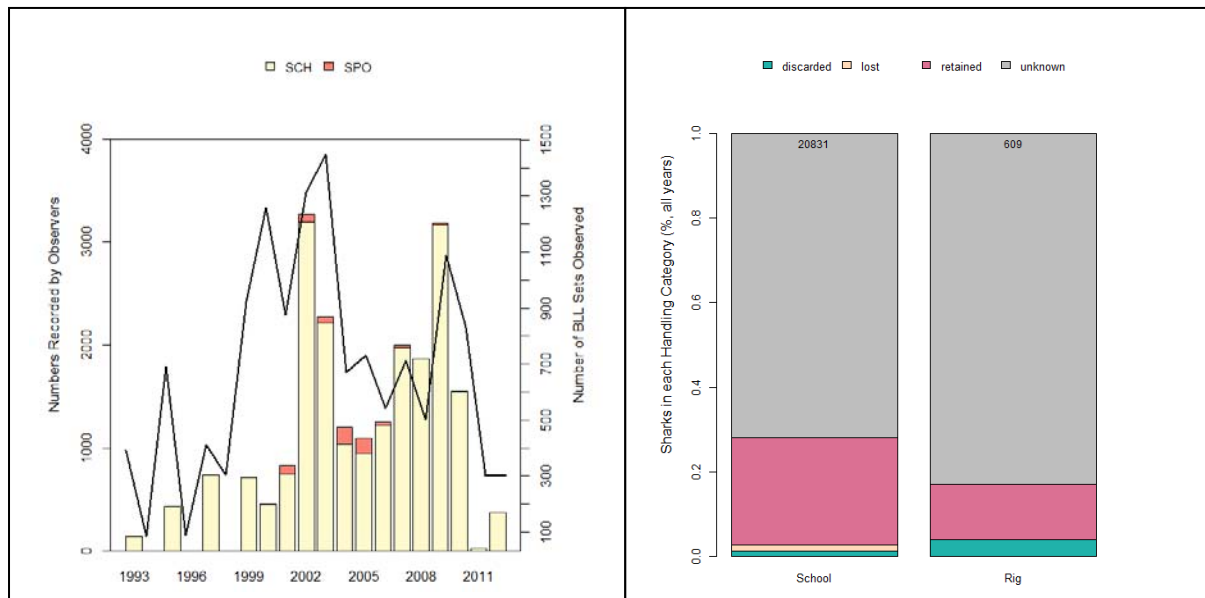 SCH SPO
Numbers Recorded by Observers
4000
3000
2000
1000
0
1500
1300
1100
900
700
500
300
100
Number of BLL Sets Observed
1993 1996 1999 2002 2005 2008 2011
discarded lost retained unknown
Sharks in each Handling Category (%, all years)
1.0
0.8
0.6
0.4
0.2
0.0
20831 609
School Rig